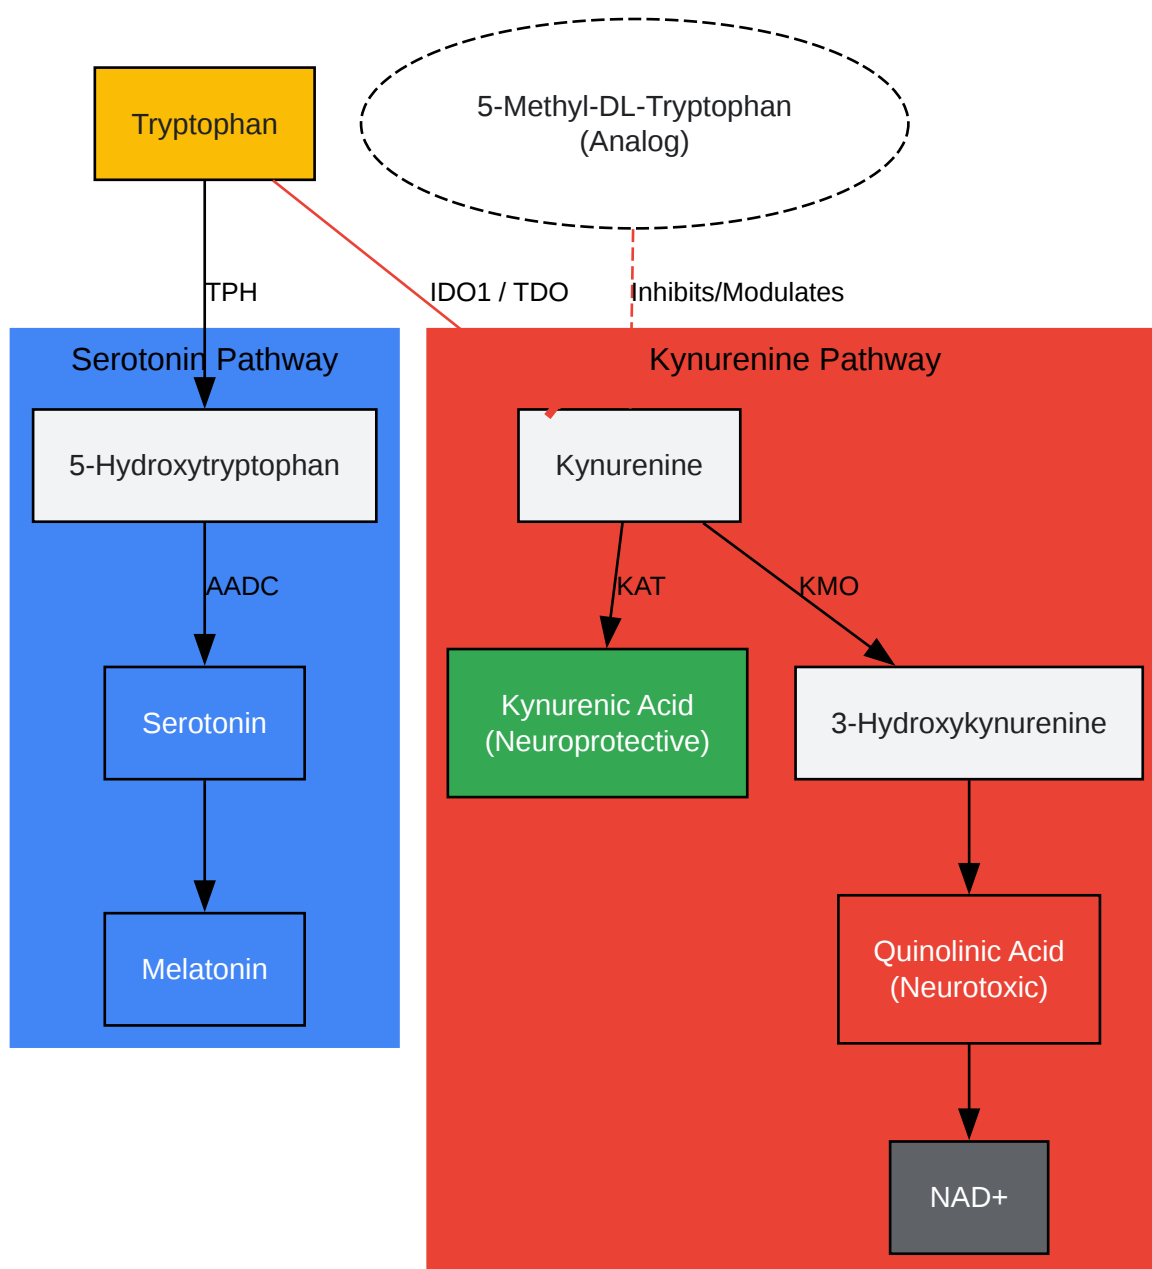 Tryptophan
5-Methyl-DL-Tryptophan
(Analog)
TPH
IDO1 / TDO
Inhibits/Modulates
Serotonin Pathway
Kynurenine Pathway
5-Hydroxytryptophan
Kynurenine
AADC
KAT
KMO
Serotonin
Kynurenic Acid
(Neuroprotective)
3-Hydroxykynurenine
Melatonin
Quinolinic Acid
(Neurotoxic)
NAD+